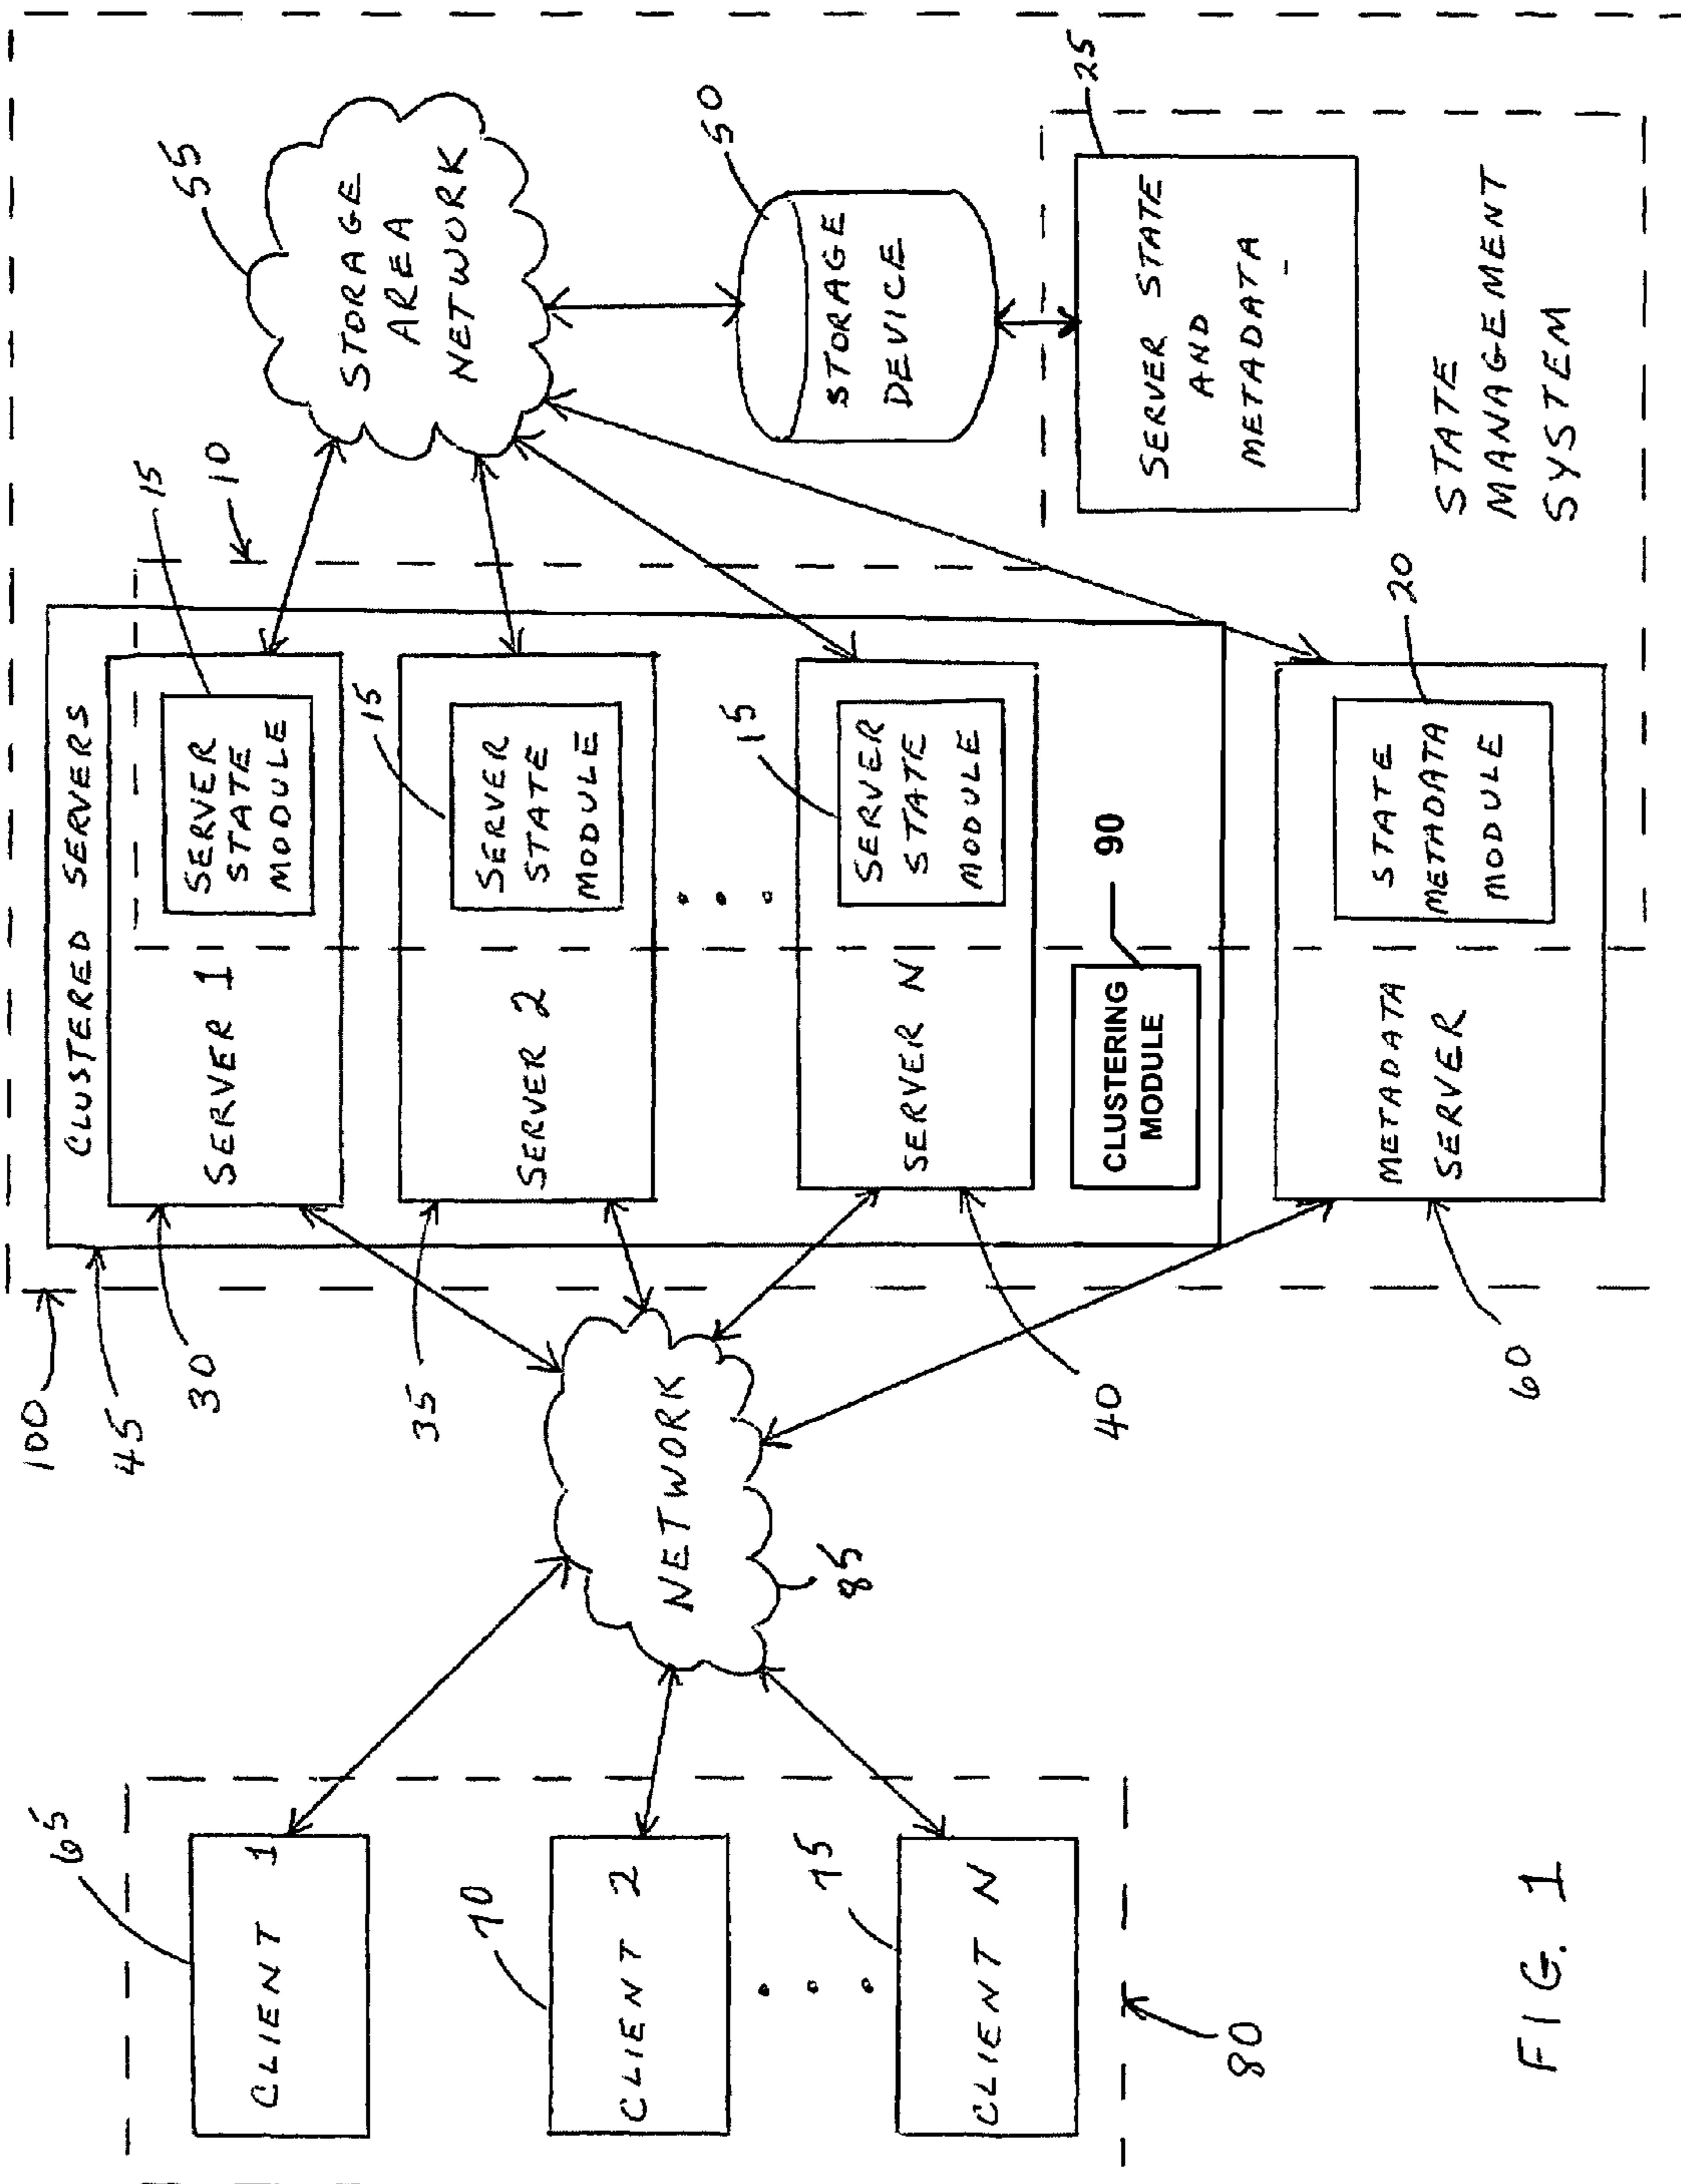 100
45
30
35
40
60
65
CLIENT 1
70
CLIENT 2
75
CLIENT N
80
NETWORK
85
CLUSTERED SERVERS
SERVER 1
SERVER
STATE
MODULE
15
10
SERVER 2
SERVER
STATE
MODULE
15
SERVER N
SERVER
STATE
MODULE
15
CLUSTERING
MODULE
90
METADATA
SERVER
STATE
METADATA
MODULE
20
STORAGE
AREA
NETWORK
55
STORAGE
DEVICE
50
SERVER STATE
AND
METADATA
25
STATE
MANAGEMENT
SYSTEM
FIG. 1